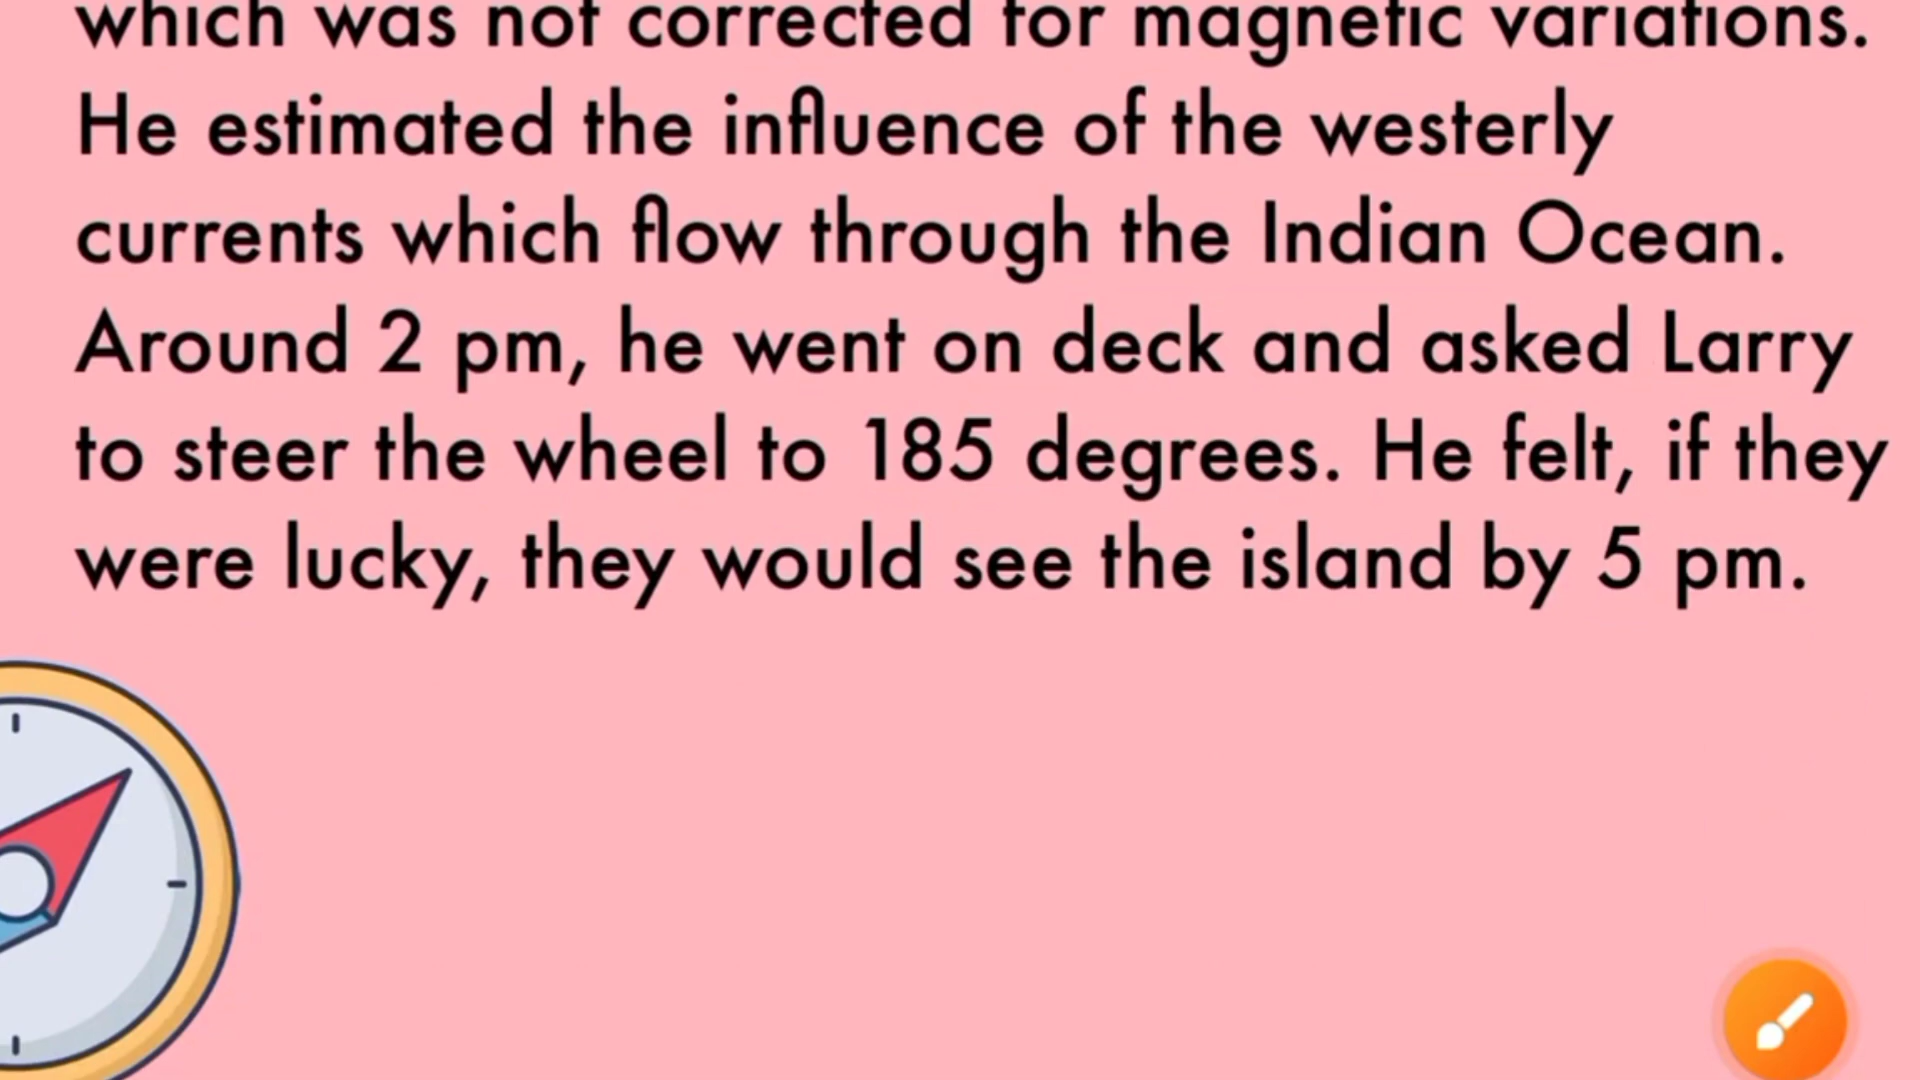 which was not corrected for magnetic variations.
He estimated the influence of the westerly
currents which flow through the Indian Ocean.
Around 2 pm, he went on deck and asked Larry
to steer the wheel to 185 degrees. He felt, if they
were lucky, they would see the island by 5 pm.